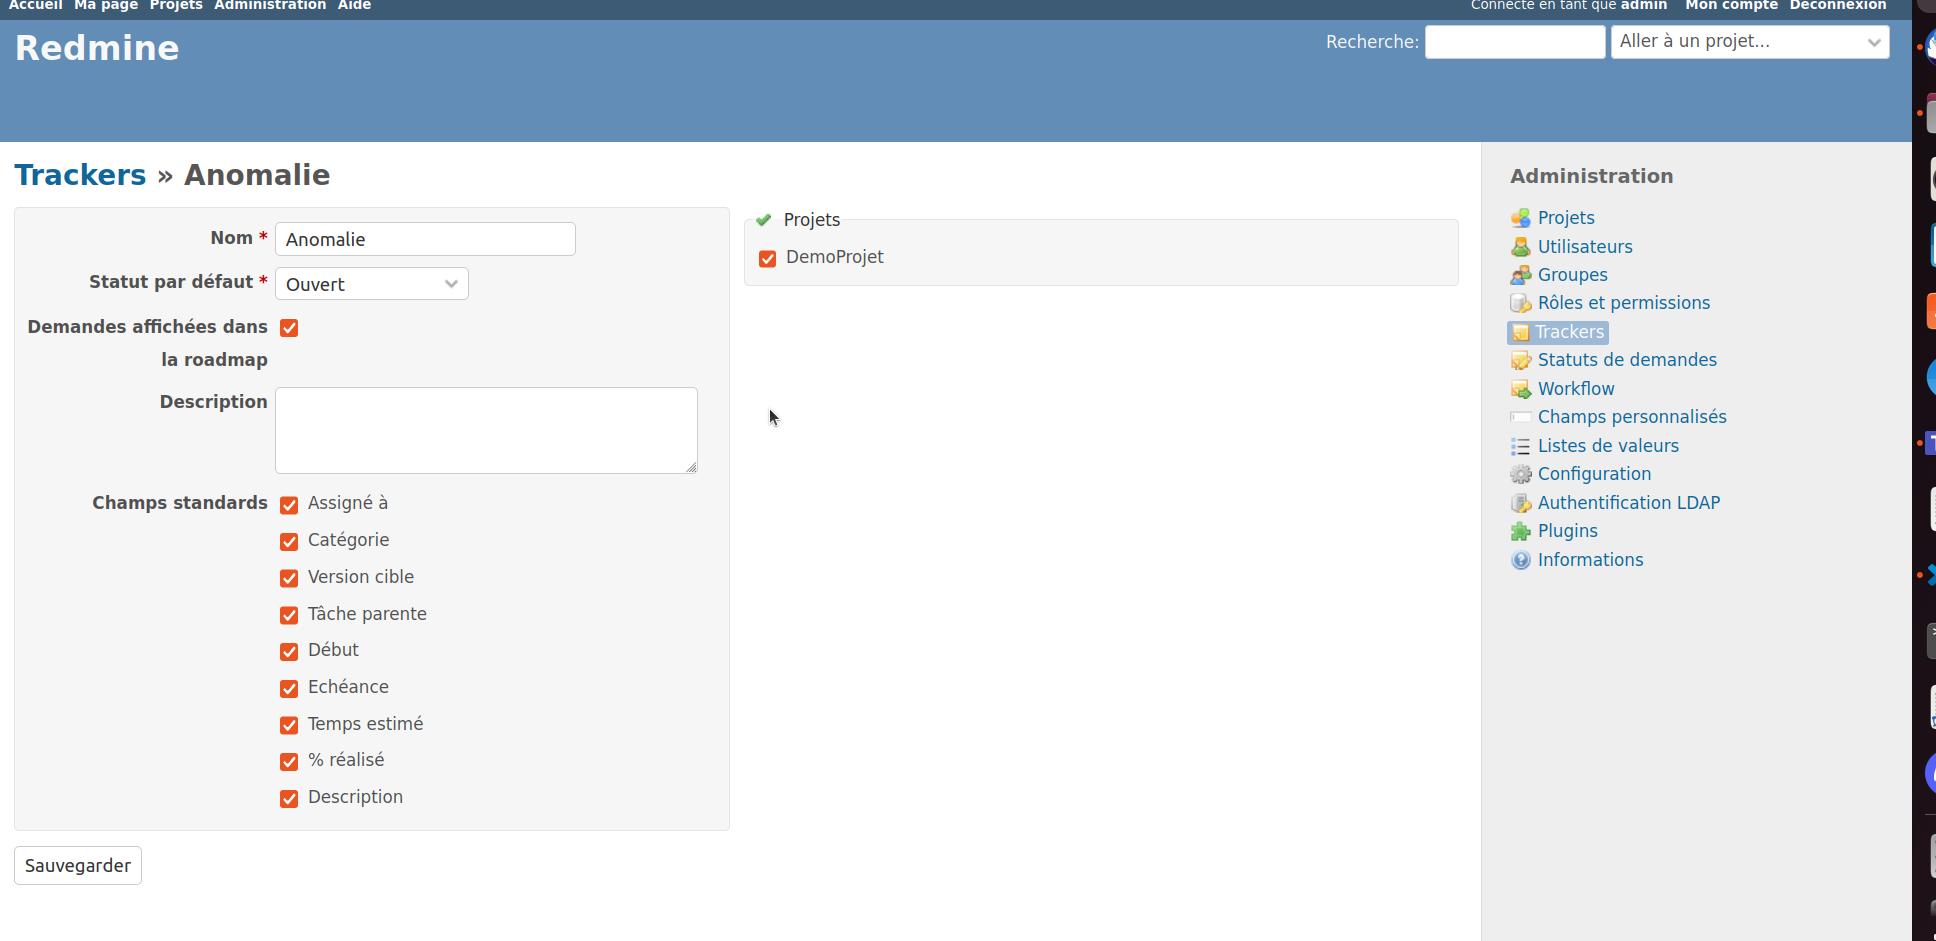 Accueil Ma page Projets Administration Aide
Connecté en tant que admin Mon compte Déconnexion
Redmine
Recherche: Aller à un projet...
Trackers » Anomalie
Nom * Anomalie
Statut par défaut * Ouvert
Demandes affichées dans
la roadmap
Description
Champs standards
Assigné à
Catégorie
Version cible
Tâche parente
Début
Echéance
Temps estimé
% réalisé
Description
Sauvegarder
Projets
DemoProjet
Administration
Projets
Utilisateurs
Groupes
Rôles et permissions
Trackers
Statuts de demandes
Workflow
Champs personnalisés
Listes de valeurs
Configuration
Authentification LDAP
Plugins
Informations